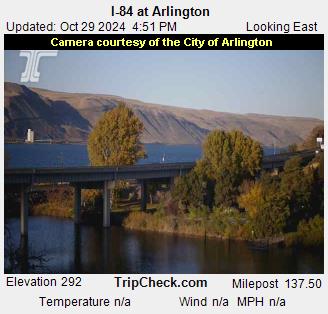 I-84 at Arlington
Updated: Oct 29 2024 4:51 PM Looking East
Camera courtesy of the City of Arlington
Elevation 292 TripCheck.com Milepost 137.50
Temperature n/a Wind n/a MPH n/a